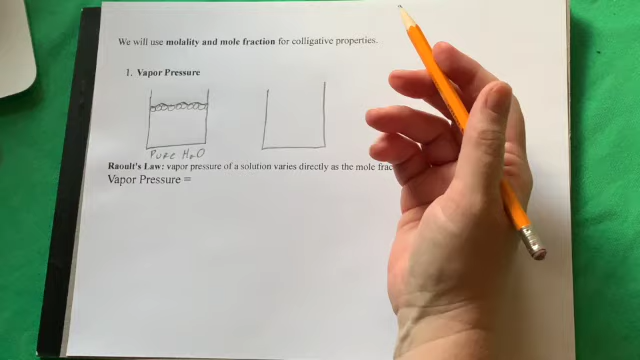 We will use molality and mole fraction for colligative properties.
1. Vapor Pressure
PURE H2O
Raoult's Law: vapor pressure of a solution varies directly as the mole
Vapor Pressure =